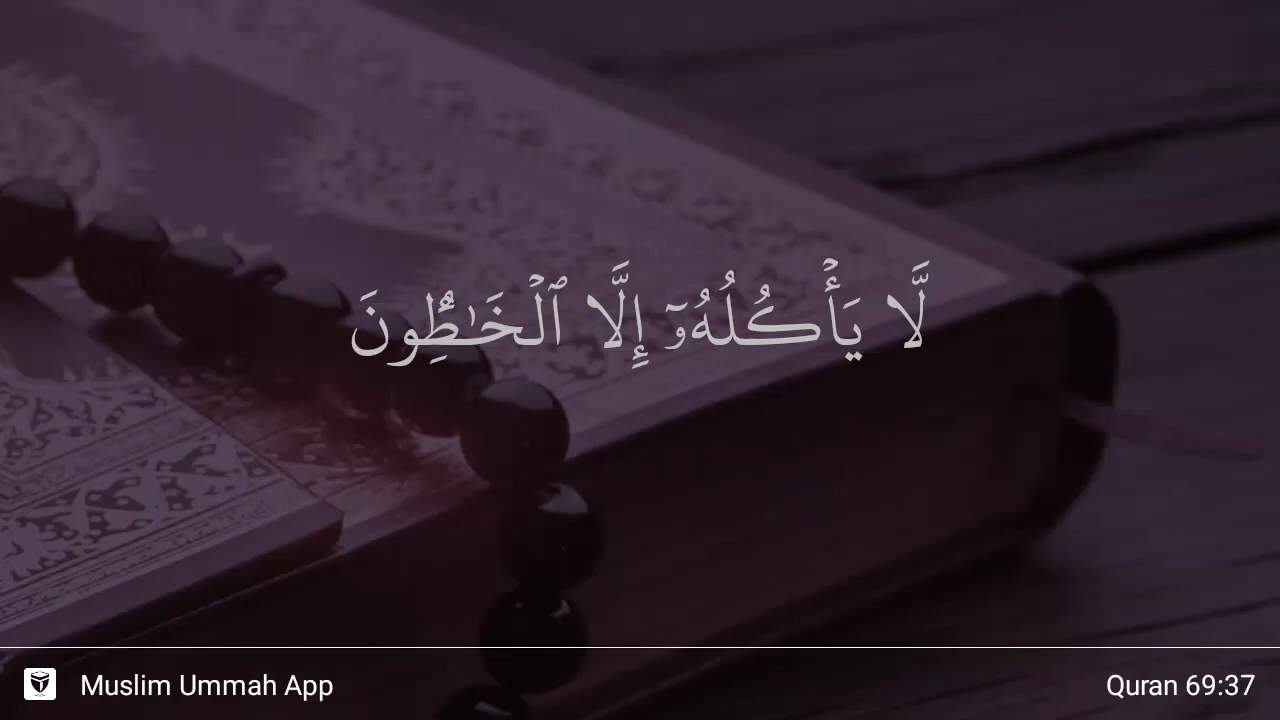 لَّا يَأْكُلُهُۥٓ إِلَّا ٱلْخَـٰطِـُٔونَ
Muslim Ummah App
Quran 69:37